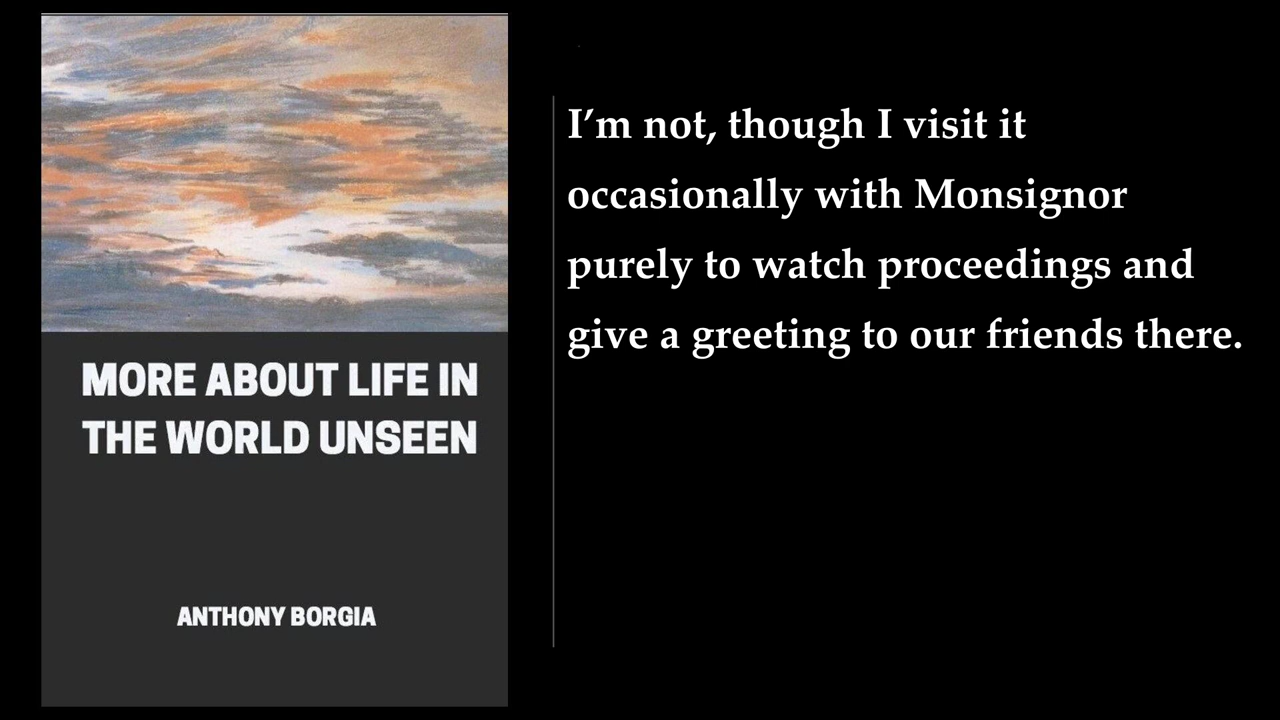 MORE ABOUT LIFE IN
THE WORLD UNSEEN
ANTHONY BORGIA
I’m not, though I visit it
occasionally with Monsignor
purely to watch proceedings and
give a greeting to our friends there.